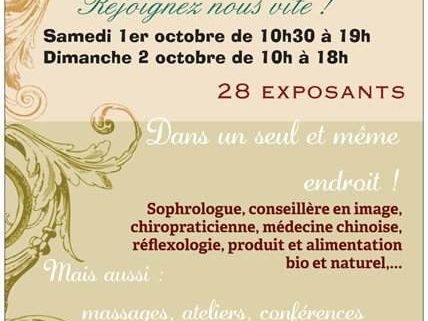 Rejoignez nous vite !
Samedi 1er octobre de 10h30 à 19h
Dimanche 2 octobre de 10h à 18h
28 EXPOSANTS
Dans un seul et même
endroit !
Sophrologue, conseillère en image,
chiropraticienne, médecine chinoise,
réflexologie, produit et alimentation
bio et naturel,...
Mais aussi :
massages, ateliers, conférences